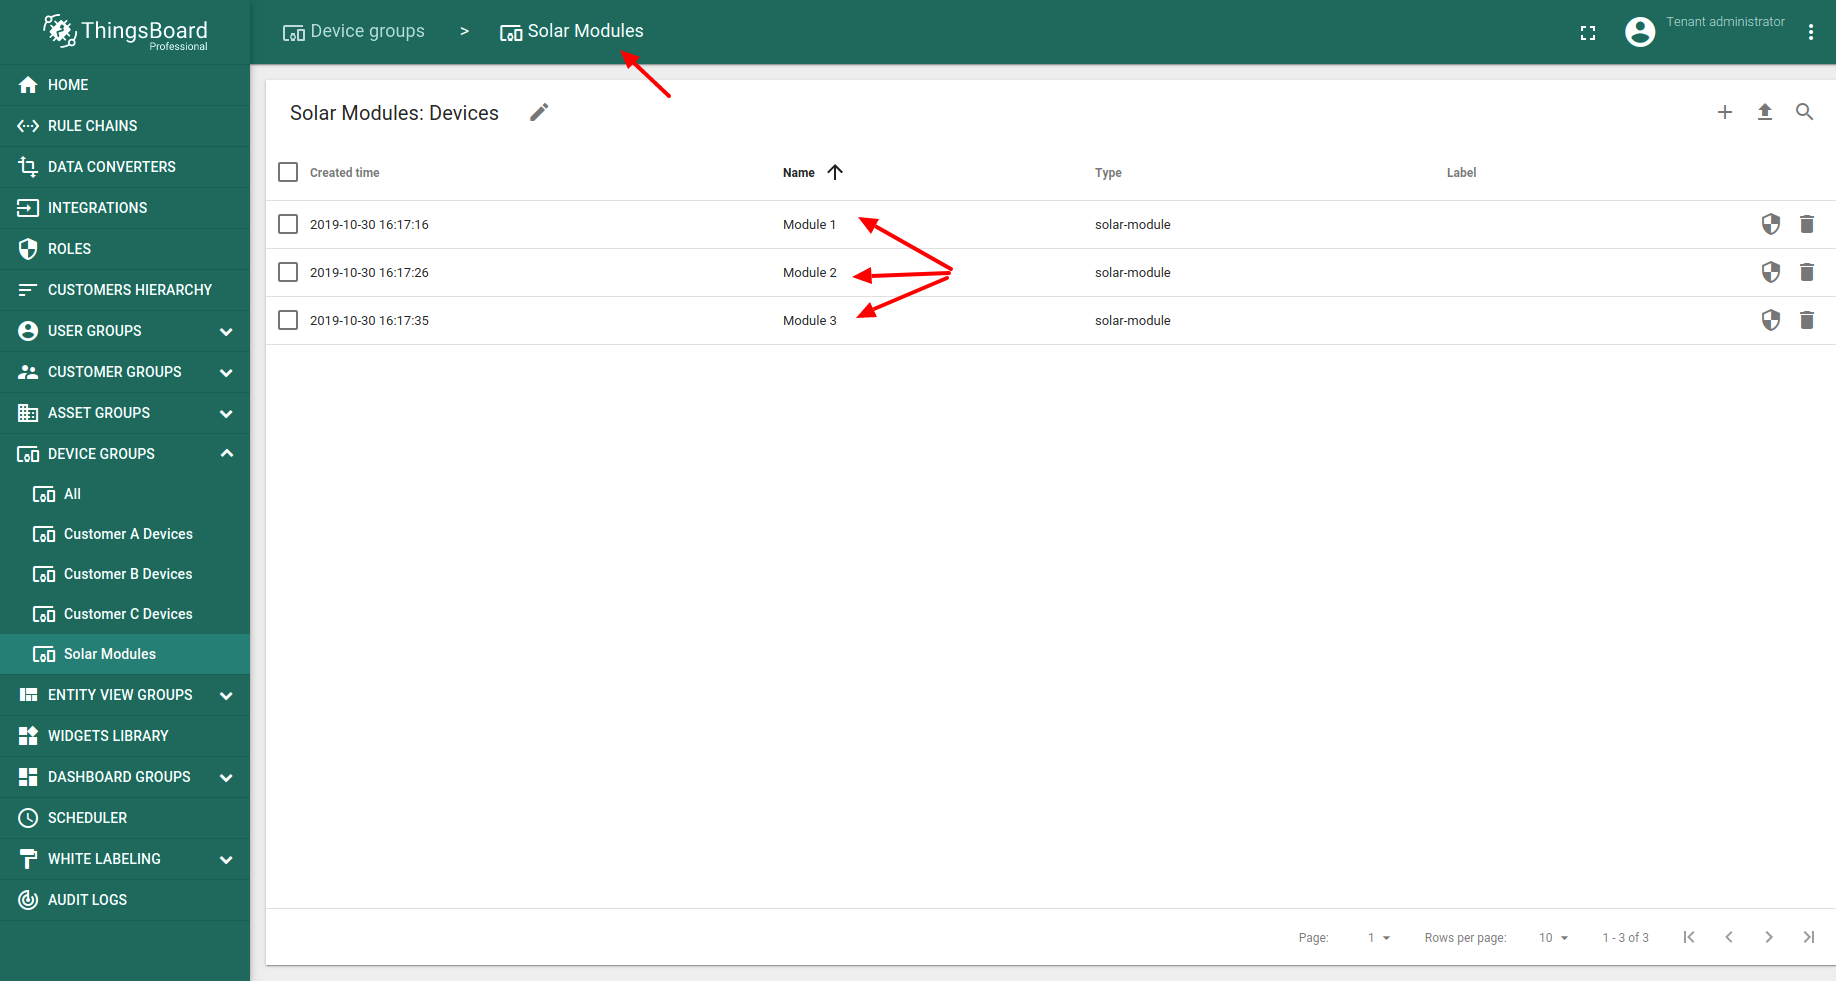 ThingsBoard
Professional
Device groups > Solar Modules
Tenant administrator
HOME
RULE CHAINS
DATA CONVERTERS
INTEGRATIONS
ROLES
CUSTOMERS HIERARCHY
USER GROUPS
CUSTOMER GROUPS
ASSET GROUPS
DEVICE GROUPS
All
Customer A Devices
Customer B Devices
Customer C Devices
Solar Modules
ENTITY VIEW GROUPS
WIDGETS LIBRARY
DASHBOARD GROUPS
SCHEDULER
WHITE LABELING
AUDIT LOGS
Solar Modules: Devices
Created time Name Type Label
2019-10-30 16:17:16 Module 1 solar-module
2019-10-30 16:17:26 Module 2 solar-module
2019-10-30 16:17:35 Module 3 solar-module
Page: 1 Rows per page: 10 1 - 3 of 3